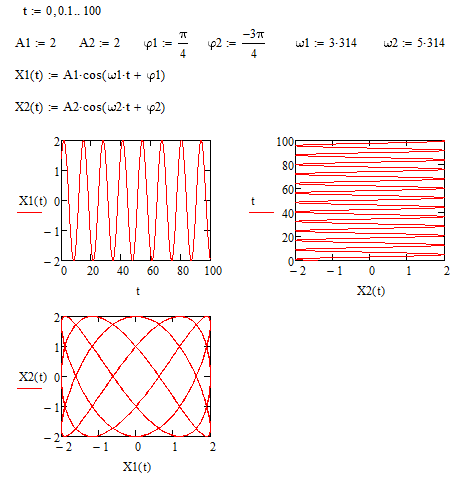 t := 0, 0.1.. 100
A1 := 2 A2 := 2 φ1 := π/4 φ2 := −3π/4 ω1 := 3·314 ω2 := 5·314
X1(t) := A1·cos(ω1·t + φ1)
X2(t) := A2·cos(ω2·t + φ2)
2
1
X1(t) 0
−1
−2
0 20 40 60 80 100
t
100
80
60
t
40
20
0
−2 −1 0 1 2
X2(t)
2
1
X2(t) 0
−1
−2
−2 −1 0 1 2
X1(t)